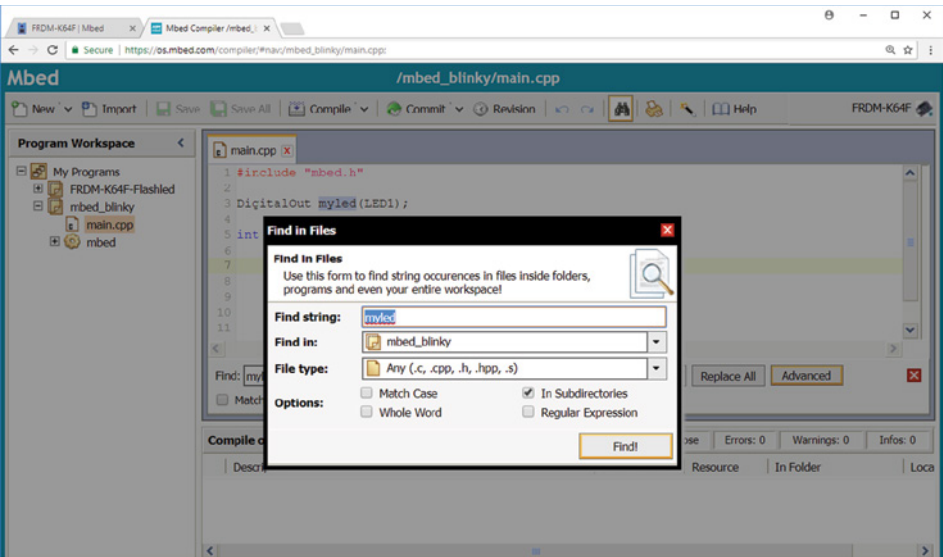 FRDM-K64F | Mbed
Mbed Compiler /mbed_
Secure | https://os.mbed.com/compiler/#nav:/mbed_blinky/main.cpp;
Mbed
/mbed_blinky/main.cpp
New Import Save Save All Compile Commit Revision Help FRDM-K64F
Program Workspace
My Programs
FRDM-K64F-Flashled
mbed_blinky
main.cpp
mbed
main.cpp
1 #include "mbed.h"
2
3 DigitalOut myled(LED1);
4
5 int
6
7
8
9
10
11
Find in Files
Find In Files
Use this form to find string occurences in files inside folders,
programs and even your entire workspace!
Find string: myled
Find in: mbed_blinky
File type: Any (.c, .cpp, .h, .hpp, .s)
Options:
Match Case In Subdirectories
Whole Word Regular Expression
Find!
Find: Replace All Advanced
Match
Compile Errors: 0 Warnings: 0 Infos: 0
Resource In Folder